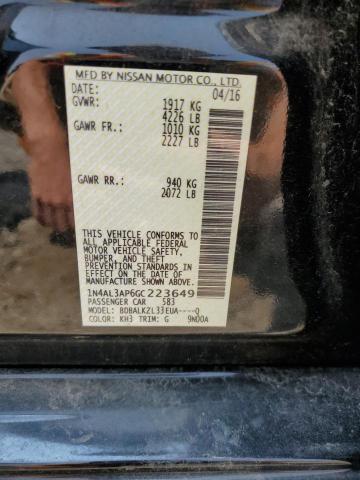 MFD BY NISSAN MOTOR CO., LTD.
DATE: 04/16
GVWR: 1917 KG
4226 LB
GAWR FR: 1010 KG
2227 LB
GAWR RR: 940 KG
2072 LB
THIS VEHICLE CONFORMS TO
ALL APPLICABLE FEDERAL
MOTOR VEHICLE SAFETY,
BUMPER, AND THEFT
PREVENTION STANDARDS
IN EFFECT ON THE DATE OF
MANUFACTURE SHOWN ABOVE.
1N4AL3AP6GC223649
PASSENGER CAR 583
MODEL: BDBALKZL33EUA----Q
COLOR: KH3 TRIM: G 9N00A